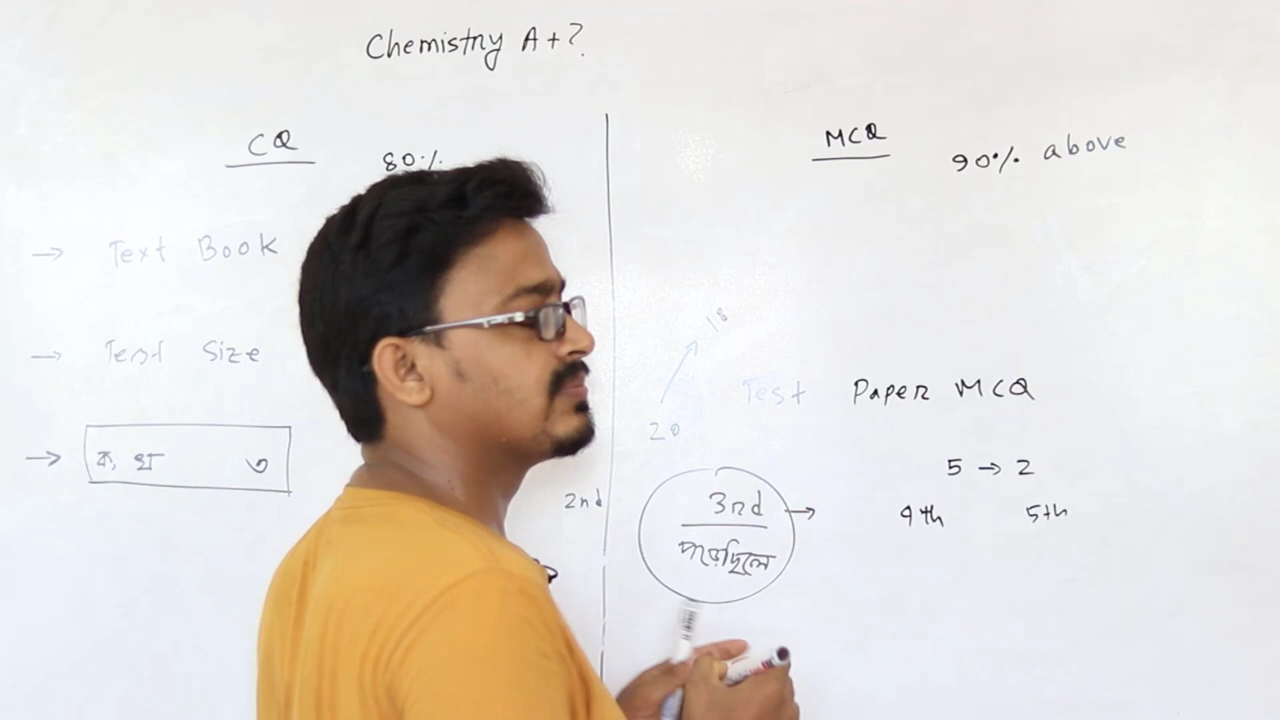 Chemistry A+?
CQ
80%
→ Text Book
→ Test Size
→ ক, খ
MCQ
90% above
18
20
Test Paper MCQ
5 → 2
2nd
3rd →
পড়েছিলে
4th 5th